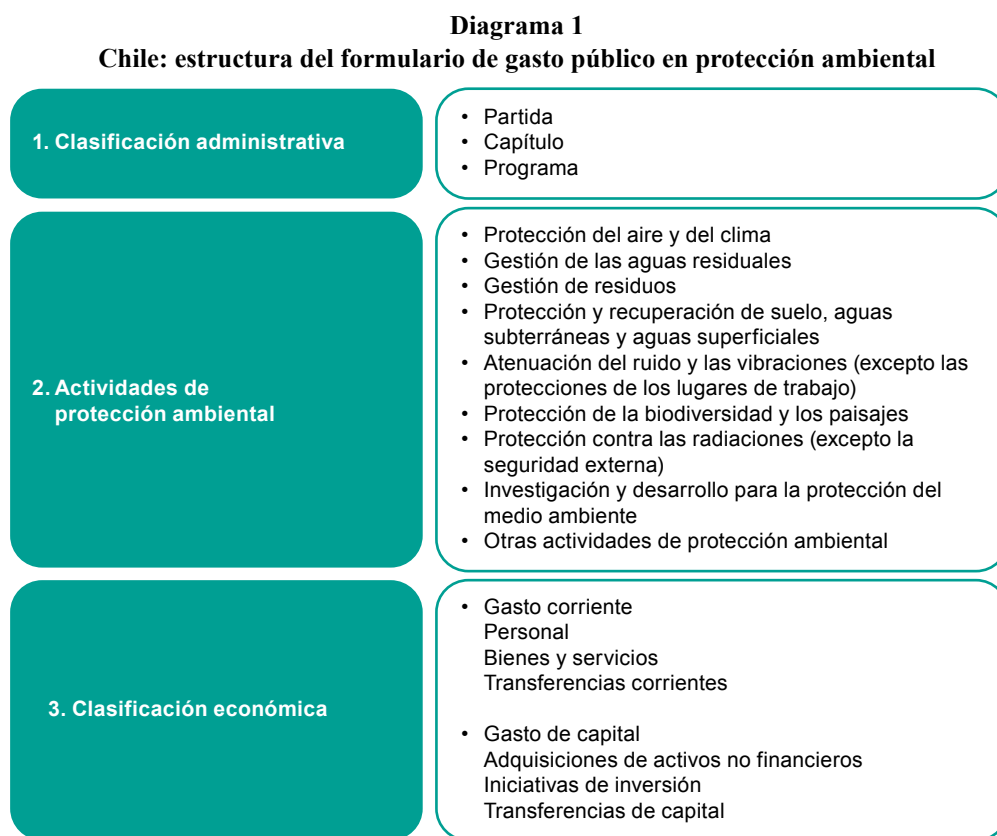 Diagrama 1
Chile: estructura del formulario de gasto público en protección ambiental
1. Clasificación administrativa
• Partida
• Capítulo
• Programa
2. Actividades de
protección ambiental
• Protección del aire y del clima
• Gestión de las aguas residuales
• Gestión de residuos
• Protección y recuperación de suelo, aguas
subterráneas y aguas superficiales
• Atenuación del ruido y las vibraciones (excepto las
protecciones de los lugares de trabajo)
• Protección de la biodiversidad y los paisajes
• Protección contra las radiaciones (excepto la
seguridad externa)
• Investigación y desarrollo para la protección del
medio ambiente
• Otras actividades de protección ambiental
3. Clasificación económica
• Gasto corriente
Personal
Bienes y servicios
Transferencias corrientes
• Gasto de capital
Adquisiciones de activos no financieros
Iniciativas de inversión
Transferencias de capital